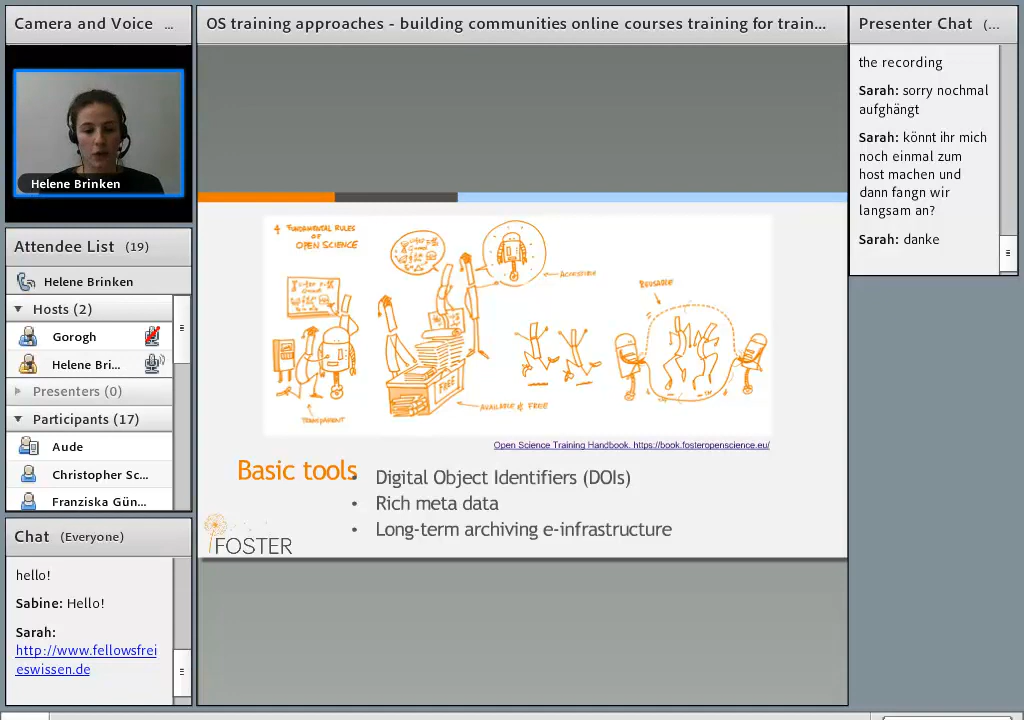 Camera and Voice ...
Helene Brinken
Attendee List (19)
Helene Brinken
Hosts (2)
Gorogh
Helene Bri...
Presenters (0)
Participants (17)
Aude
Christopher Sc...
Franziska Gün...
Chat (Everyone)
hello!
Sabine: Hello!
Sarah:
http://www.fellowsfrei
eswissen.de
OS training approaches - building communities online courses training for train...
4 FUNDAMENTAL RULES
OF
OPEN SCIENCE
TRANSPARENT
FREE
AVAILABLE & FREE
ACCESSIBLE
REUSABLE
Open Science Training Handbook. https://book.fosteropenscience.eu/
Basic tools
• Digital Object Identifiers (DOIs)
• Rich meta data
• Long-term archiving e-infrastructure
FOSTER
Presenter Chat (...
the recording
Sarah: sorry nochmal
aufghängt
Sarah: könnt ihr mich
noch einmal zum
host machen und
dann fangn wir
langsam an?
Sarah: danke